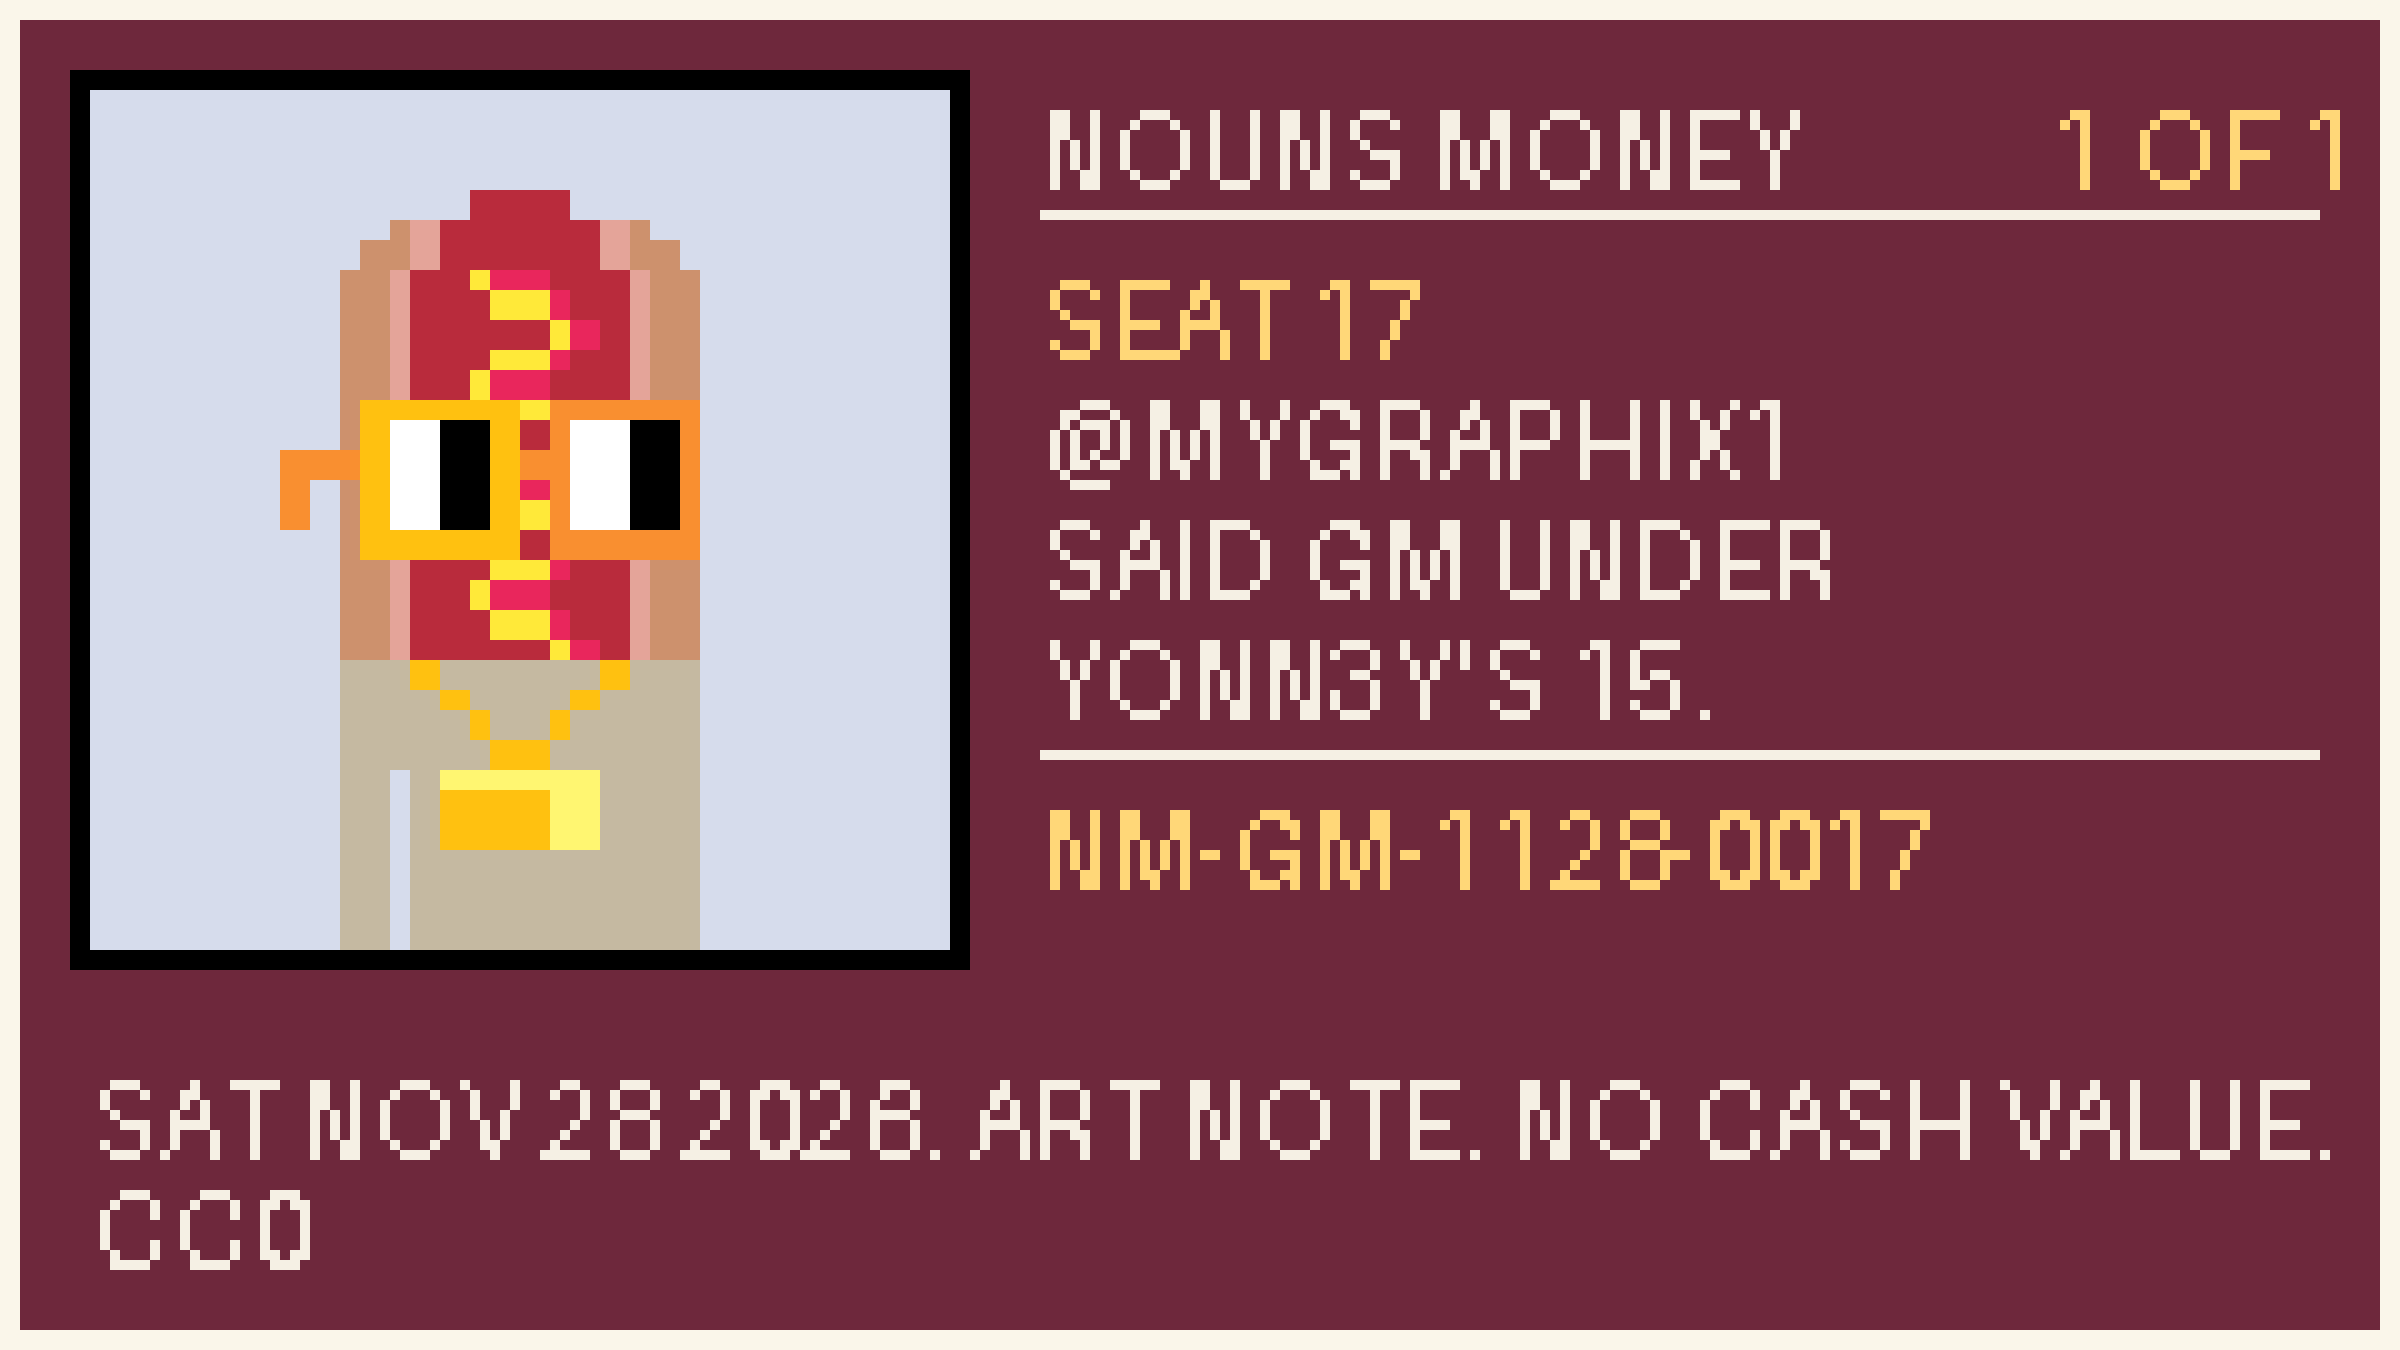 NOUNS MONEY 1 OF 1
SEAT 17
@MYGRAPHIX1
SAID GM UNDER
YONN3Y'S 15.
NM-GM-1128-0017
SAT NOV 28 2026. ART NOTE. NO CASH VALUE.
CC0